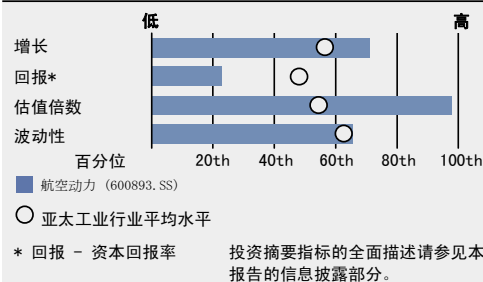 低 高
增长
回报*
估值倍数
波动性
百分位 20th 40th 60th 80th 100th
航空动力 (600893.SS)
亚太工业行业平均水平
* 回报 - 资本回报率 投资摘要指标的全面描述请参见本
报告的信息披露部分。